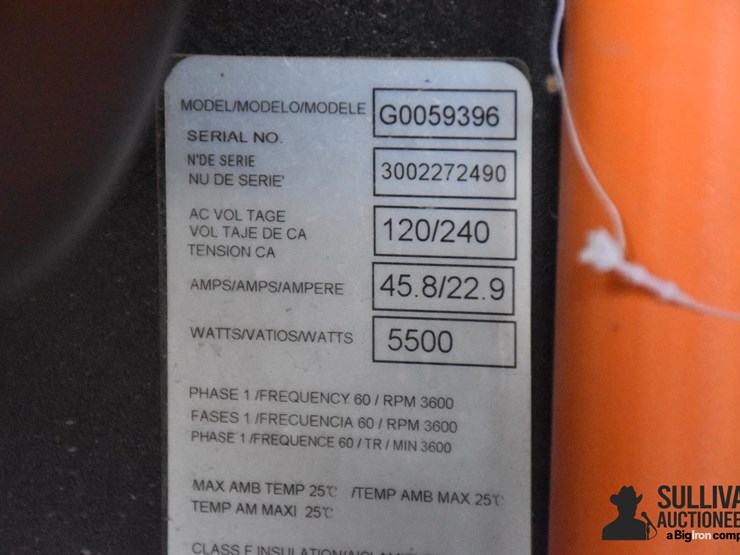 MODEL/MODELO/MODELE G0059396
SERIAL NO.
N'DE SERIE
NU DE SERIE' 3002272490
AC VOL TAGE
VOL TAJE DE CA 120/240
TENSION CA
AMPS/AMPS/AMPERE 45.8/22.9
WATTS/VATIOS/WATTS 5500
PHASE 1 /FREQUENCY 60 / RPM 3600
FASES 1 /FRECUENCIA 60 / RPM 3600
PHASE 1 /FREQUENCE 60 / TR / MIN 3600
MAX AMB TEMP 25℃ /TEMP AMB MAX 25℃
TEMP AM MAXI 25℃
CLASS F INSULATION/
SULLIVA
AUCTIONEE
a BigIron comp